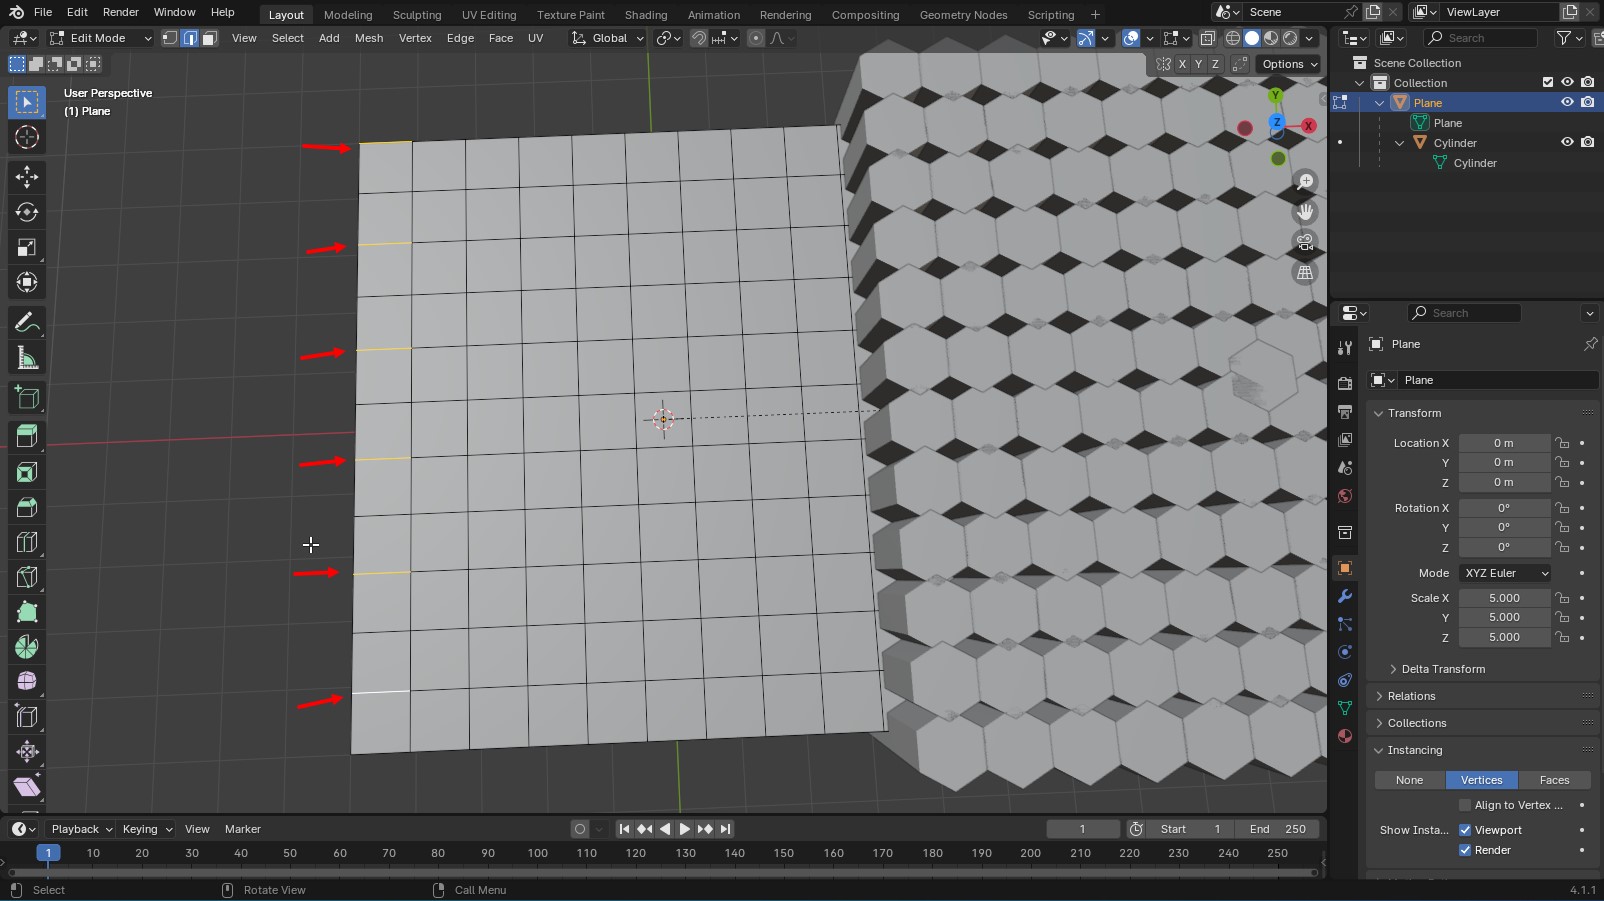 File Edit Render Window Help Layout Modeling Sculpting UV Editing Texture Paint Shading Animation Rendering Compositing Geometry Nodes Scripting + Scene ViewLayer
Edit Mode View Select Add Mesh Vertex Edge Face UV Global Search
X Y Z Options
Scene Collection
Collection
Plane
Plane
Cylinder
Cylinder
User Perspective
(1) Plane
Y
Z
X
Search
Plane
Plane
Transform
Location X 0 m
Y 0 m
Z 0 m
Rotation X 0°
Y 0°
Z 0°
Mode XYZ Euler
Scale X 5.000
Y 5.000
Z 5.000
Delta Transform
Relations
Collections
Instancing
None Vertices Faces
Align to Vertex ...
Show Insta... Viewport
Render
Playback Keying View Marker 1 Start 1 End 250
1 10 20 30 40 50 60 70 80 90 100 110 120 130 140 150 160 170 180 190 200 210 220 230 240 250
Select Rotate View Call Menu 4.1.1